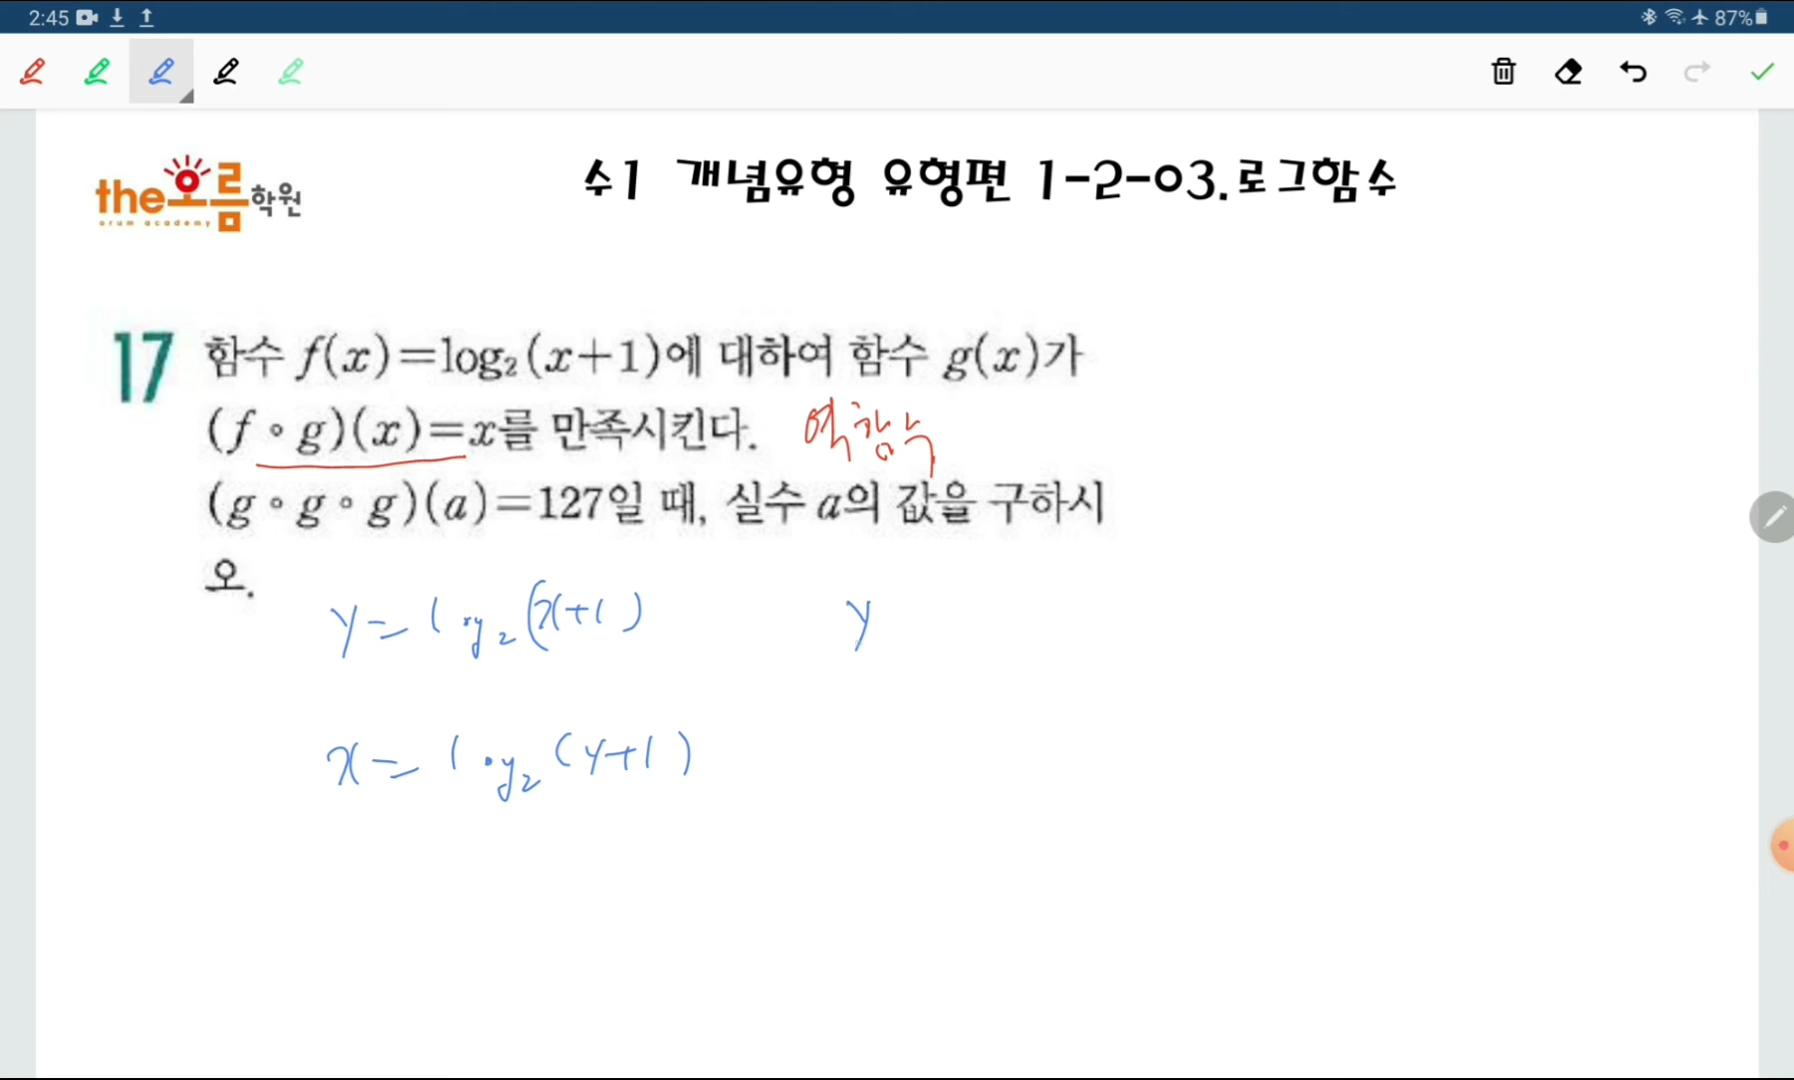 2:45
87%
the오름학원
orum academy
수1 개념유형 유형편 1-2-03.로그함수
17 함수 f(x)=log₂(x+1)에 대하여 함수 g(x)가
(f∘g)(x)=x를 만족시킨다. 역함수
(g∘g∘g)(a)=127일 때, 실수 a의 값을 구하시
오.
y=log₂(x+1) y
x=log₂(y+1)